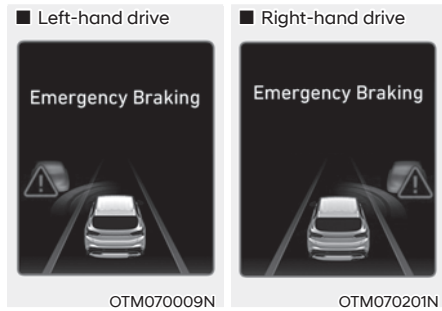 ■ Left-hand drive
Emergency Braking
OTM070009N
■ Right-hand drive
Emergency Braking
OTM070201N